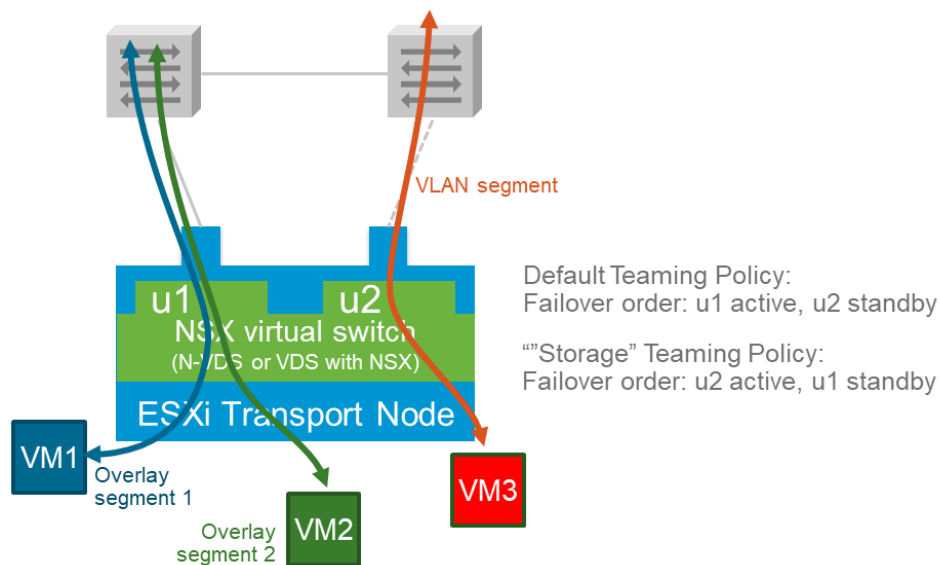 VLAN segment
u1
u2
NSX virtual switch
(N-VDS or VDS with NSX)
ESXi Transport Node
Default Teaming Policy:
Failover order: u1 active, u2 standby
“”Storage” Teaming Policy:
Failover order: u2 active, u1 standby
VM1
Overlay
segment 1
VM2
Overlay
segment 2
VM3